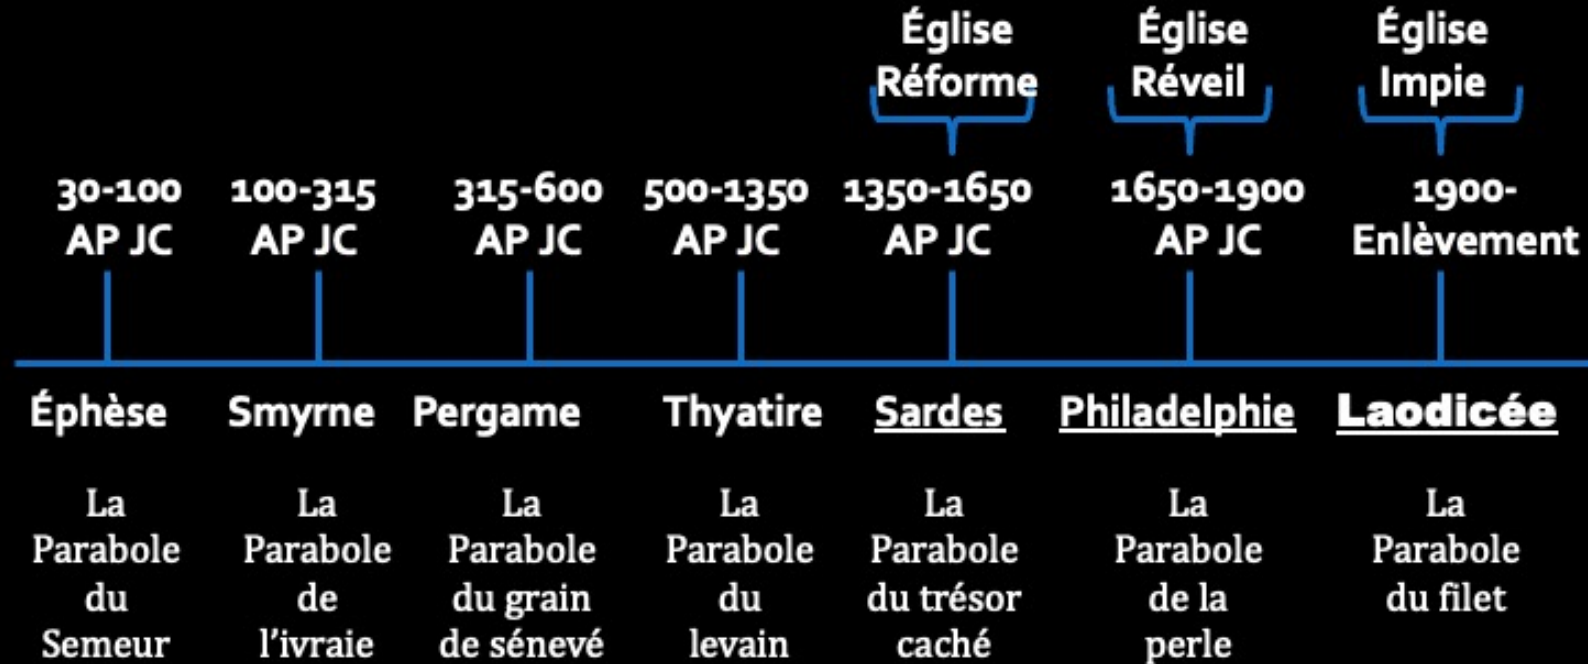 Église
Réforme
Église
Réveil
Église
Impie
30-100
AP JC
100-315
AP JC
315-600
AP JC
500-1350
AP JC
1350-1650
AP JC
1650-1900
AP JC
1900-
Enlèvement
Éphèse
Smyrne
Pergame
Thyatire
Sardes
Philadelphie
Laodicée
La
Parabole
du
Semeur
La
Parabole
de
l'ivraie
La
Parabole
du grain
de sénevé
La
Parabole
du
levain
La
Parabole
du trésor
caché
La
Parabole
de la
perle
La
Parabole
du filet